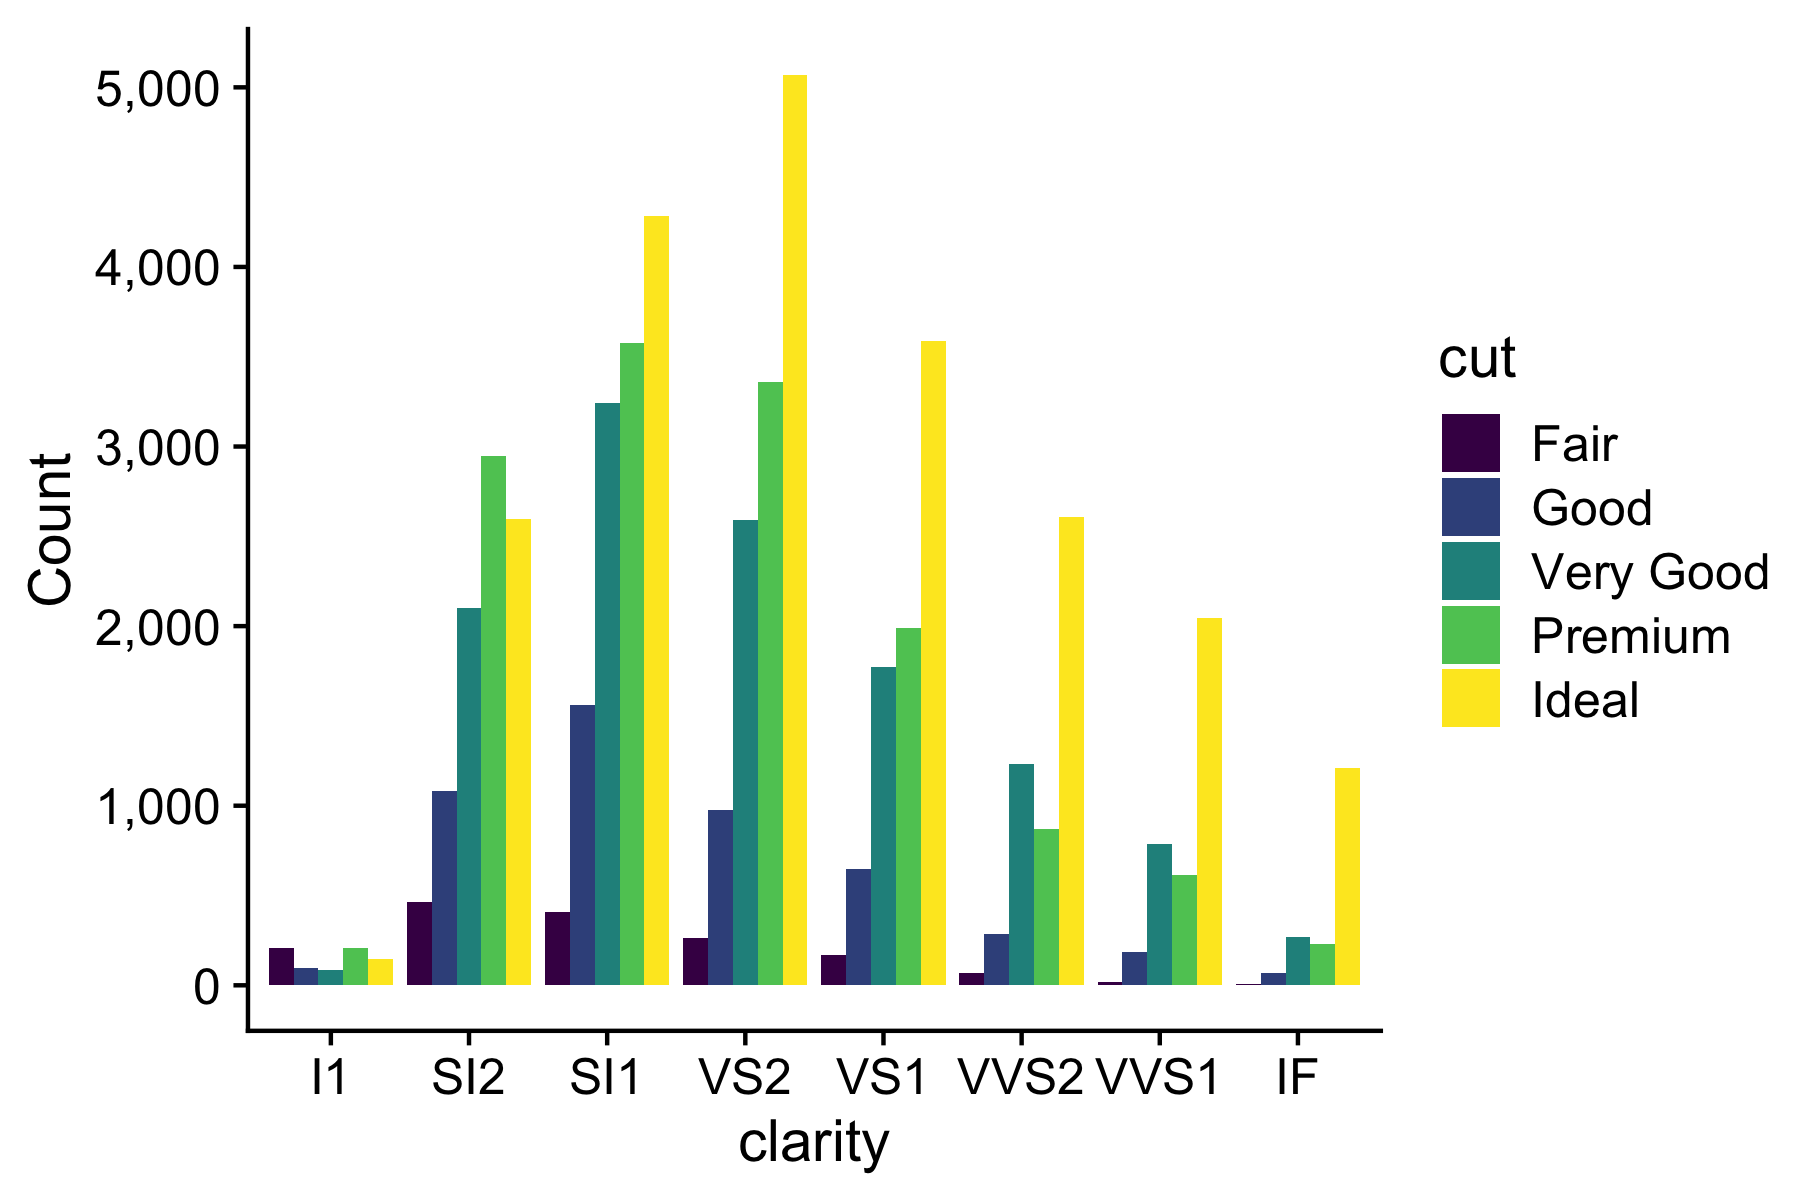 Count
5,000
4,000
3,000
2,000
1,000
0
I1 SI2 SI1 VS2 VS1 VVS2 VVS1 IF
clarity
cut
Fair
Good
Very Good
Premium
Ideal